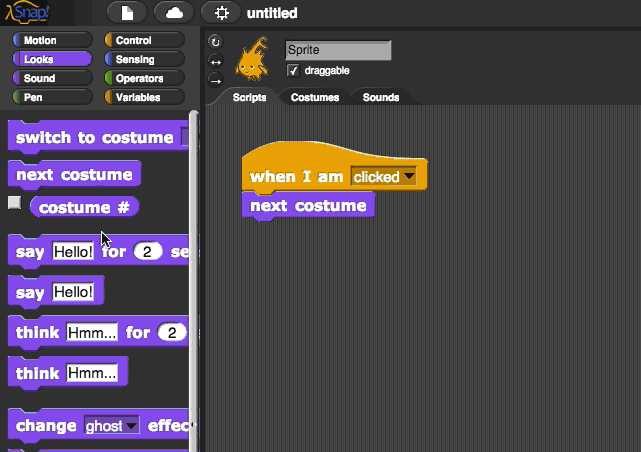 Snap!
untitled
Motion
Control
Looks
Sensing
Sound
Operators
Pen
Variables
Sprite
draggable
Scripts
Costumes
Sounds
switch to costume
next costume
costume #
say Hello! for 2 se
say Hello!
think Hmm... for 2
think Hmm...
change ghost effec
when I am clicked
next costume